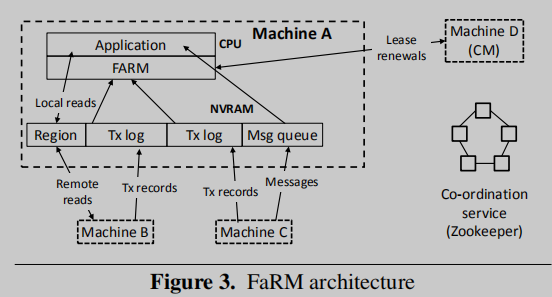 Machine A
Application
CPU
FARM
Lease
renewals
Machine D
(CM)
Local reads
NVRAM
Region
Tx log
Tx log
Msg queue
Remote
reads
Tx records
Tx records
Messages
Machine B
Machine C
Co-ordination
service
(Zookeeper)
Figure 3. FaRM architecture